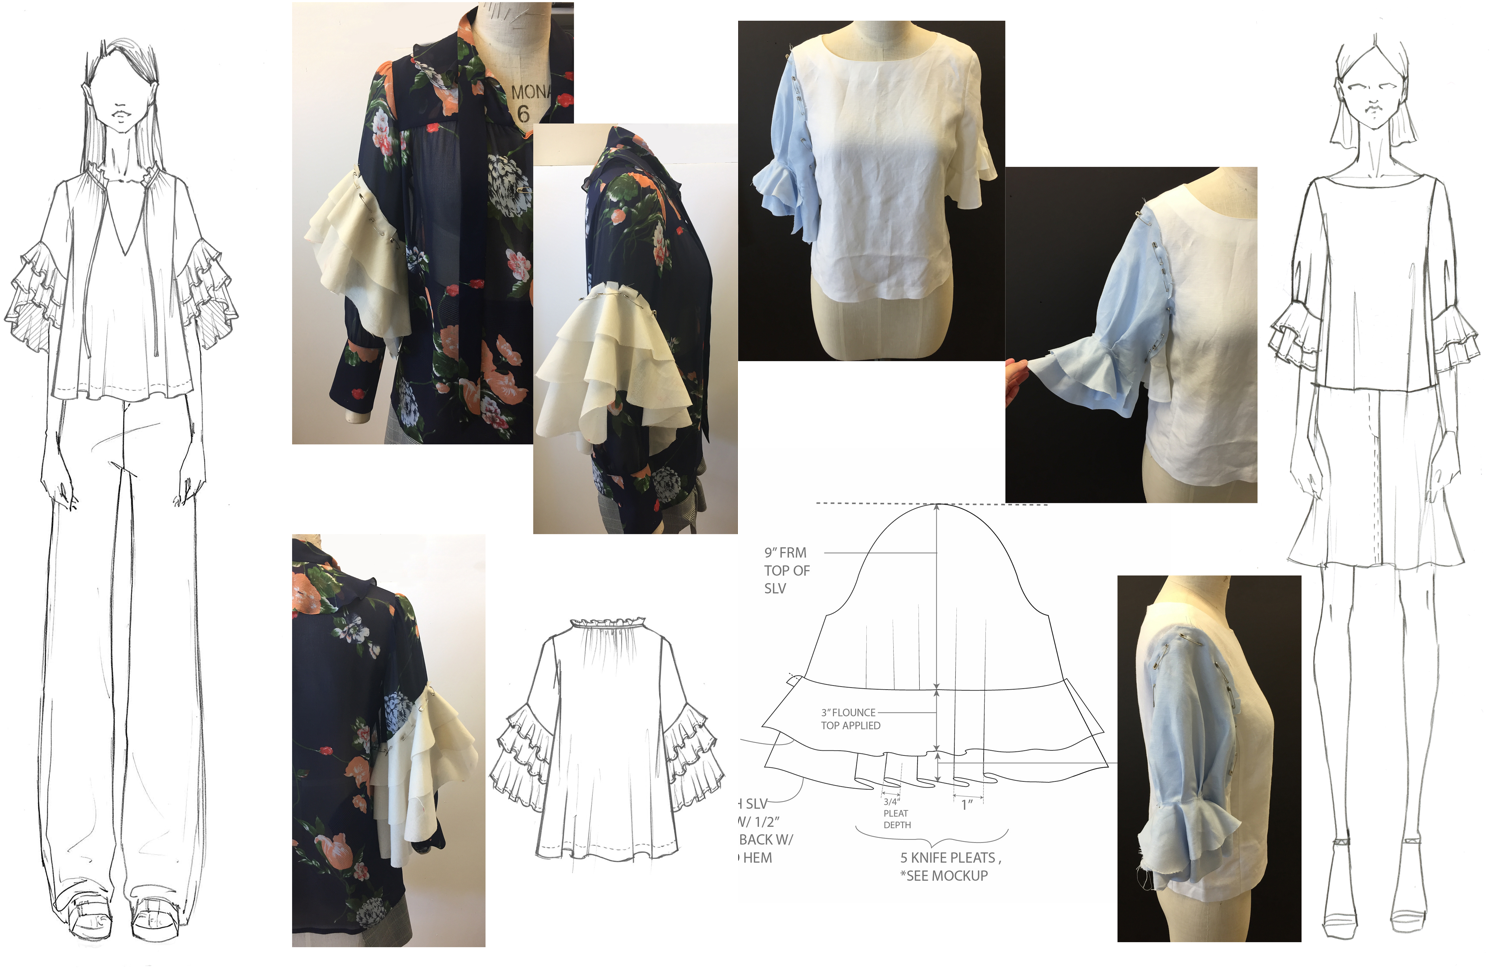 MONA
6
9" FRM
TOP OF
SLV
3" FLOUNCE
TOP APPLIED
H SLV
W/ 1/2"
BACK W/
HEM
3/4"
PLEAT
DEPTH
1"
5 KNIFE PLEATS ,
*SEE MOCKUP